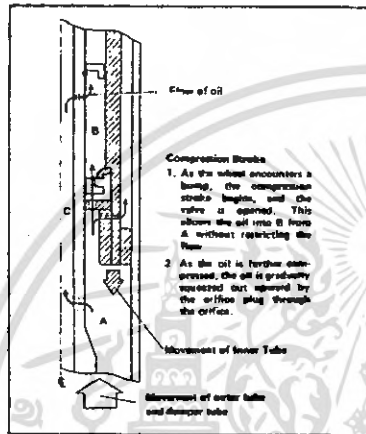 Flow of oil
B
Compression Stroke
1. As the wheel encounters a
bump, the compression
stroke begins, and the
valve is opened. This
allows the oil into B from
A without restricting the
flow.
C
2. As the oil is further com-
pressed, the oil is gradually
squeezed out upward by
the orifice plug through
the orifice.
Movement of Inner Tube
A
Movement of outer tube
and damper tube